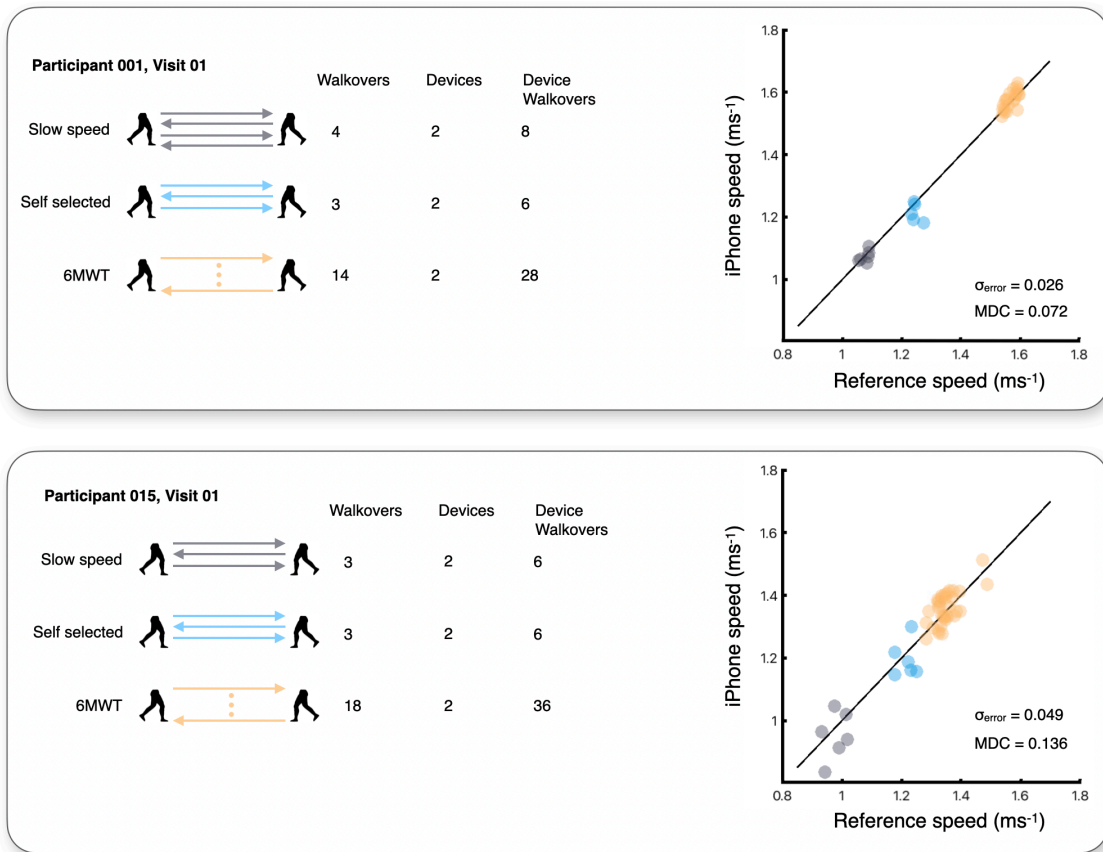 Participant 001, Visit 01
Walkovers Devices Device Walkovers
Slow speed 4 2 8
Self selected 3 2 6
6MWT 14 2 28
1.8
1.6
1.4
1.2
1
iPhone speed (ms⁻¹)
σerror = 0.026
MDC = 0.072
0.8 1 1.2 1.4 1.6 1.8
Reference speed (ms⁻¹)
Participant 015, Visit 01
Walkovers Devices Device Walkovers
Slow speed 3 2 6
Self selected 3 2 6
6MWT 18 2 36
1.8
1.6
1.4
1.2
1
iPhone speed (ms⁻¹)
σerror = 0.049
MDC = 0.136
0.8 1 1.2 1.4 1.6 1.8
Reference speed (ms⁻¹)